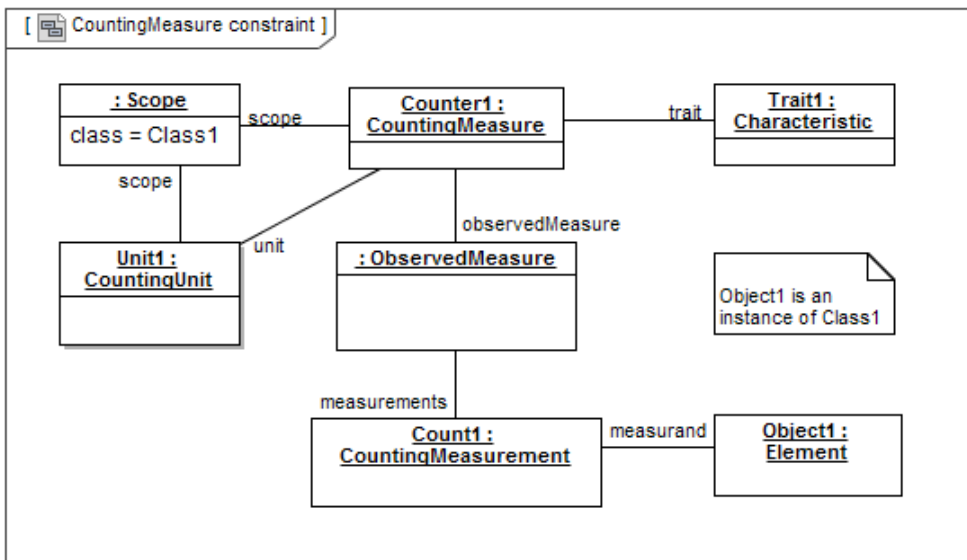 [ CountingMeasure constraint ]
: Scope
class = Class1
scope
Counter1 :
CountingMeasure
trait
Trait1 :
Characteristic
scope
unit
observedMeasure
Unit1 :
CountingUnit
: ObservedMeasure
Object1 is an
instance of Class1
measurements
Count1 :
CountingMeasurement
measurand
Object1 :
Element